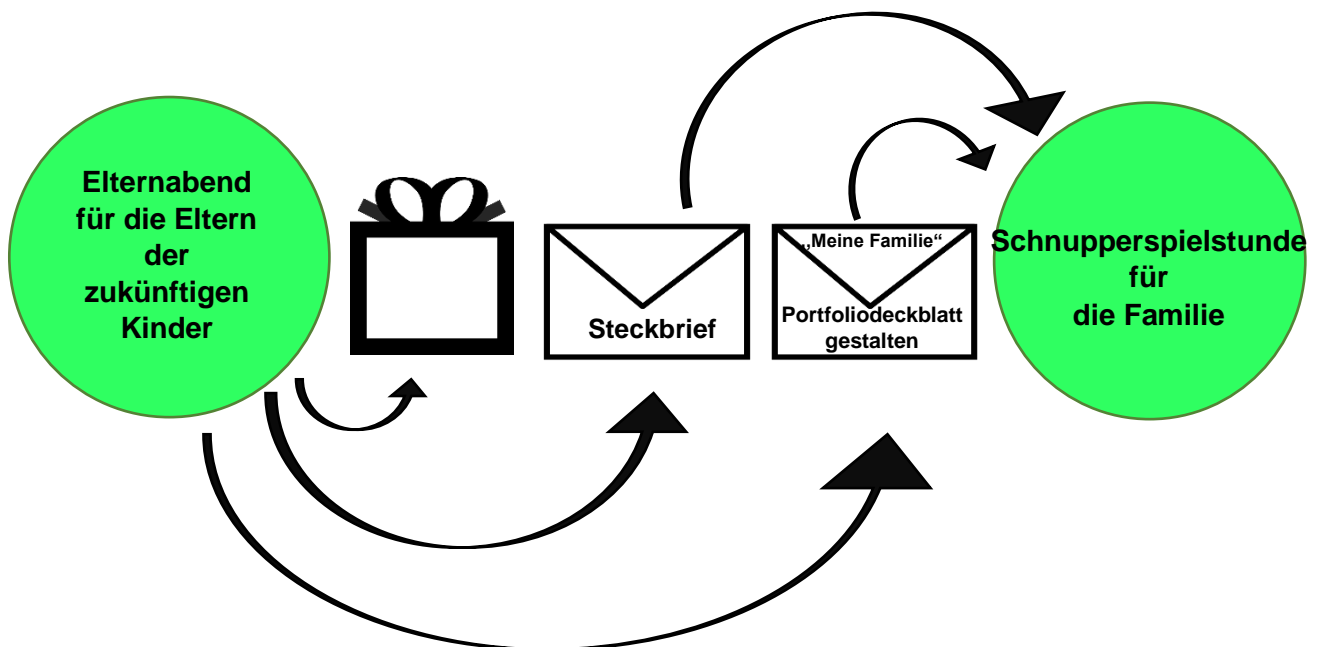 Elternabend
für die Eltern
der
zukünftigen
Kinder
Steckbrief
„Meine Familie“
Portfoliodeckblatt
gestalten
Schnupperspielstunde
für
die Familie